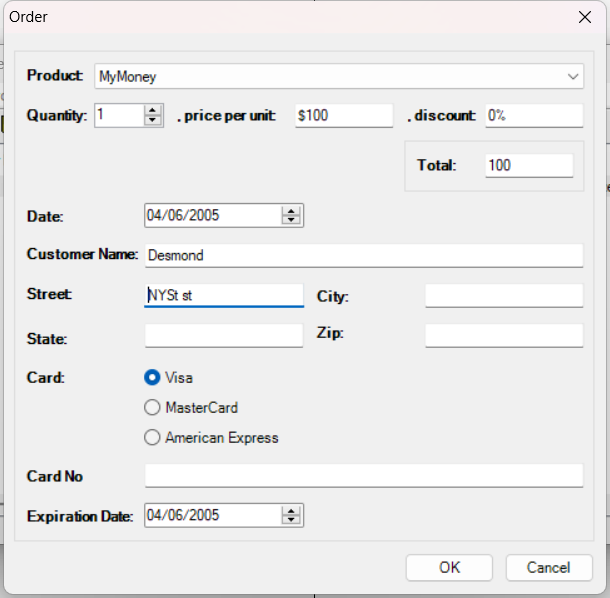 Order
Product: MyMoney
Quantity: 1 , price per unit: $100 , discount: 0%
Total: 100
Date: 04/06/2005
Customer Name: Desmond
Street: NYSt st City:
State: Zip:
Card: Visa
MasterCard
American Express
Card No
Expiration Date: 04/06/2005
OK Cancel